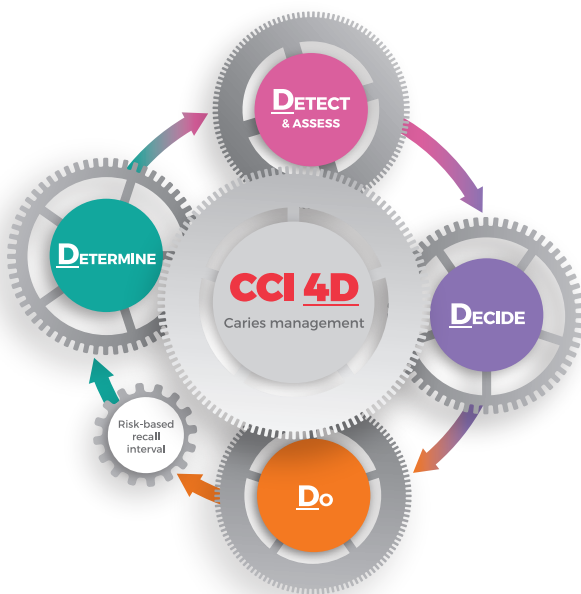 DETECT
& ASSESS
DETERMINE
CCI 4D
Caries management
DECIDE
Risk-based
recall
interval
DO